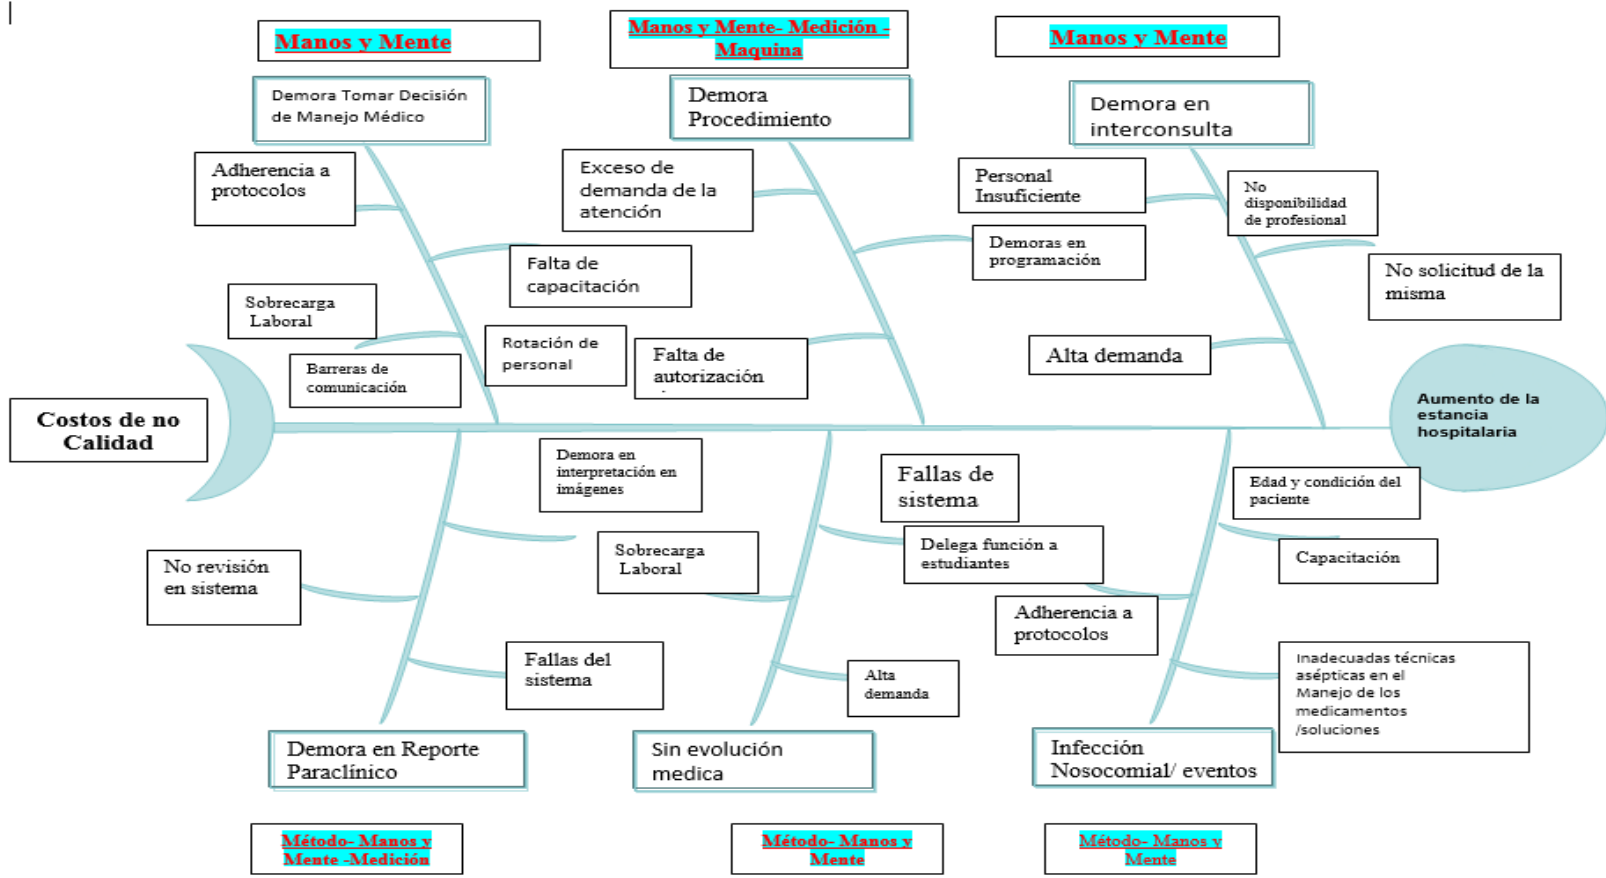 Manos y Mente
Manos y Mente- Medición -
Maquina
Manos y Mente
Demora Tomar Decisión
de Manejo Médico
Demora
Procedimiento
Demora en
interconsulta
Adherencia a
protocolos
Exceso de
demanda de la
atención
Personal
Insuficiente
No
disponibilidad
de profesional
Falta de
capacitación
Demoras en
programación
No solicitud de la
misma
Sobrecarga
Laboral
Barreras de
comunicación
Rotación de
personal
Falta de
autorización
Alta demanda
Costos de no
Calidad
Aumento de la
estancia
hospitalaria
Demora en
interpretación en
imágenes
Fallas de
sistema
Edad y condición del
paciente
No revisión
en sistema
Sobrecarga
Laboral
Delega función a
estudiantes
Capacitación
Adherencia a
protocolos
Fallas del
sistema
Alta
demanda
Inadecuadas técnicas
asépticas en el
Manejo de los
medicamentos
/soluciones
Demora en Reporte
Paraclínico
Sin evolución
medica
Infección
Nosocomial/ eventos
Método- Manos y
Mente -Medición
Método- Manos y
Mente
Método- Manos y
Mente